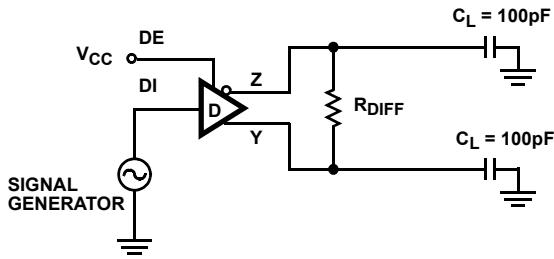 C_L = 100pF
DE
V_CC
Z
DI
D
R_DIFF
Y
C_L = 100pF
SIGNAL
GENERATOR